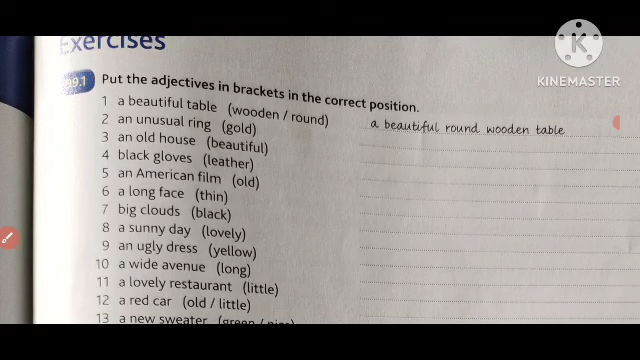 Exercises
99.1 Put the adjectives in brackets in the correct position.
1 a beautiful table (wooden / round) a beautiful round wooden table
2 an unusual ring (gold)
3 an old house (beautiful)
4 black gloves (leather)
5 an American film (old)
6 a long face (thin)
7 big clouds (black)
8 a sunny day (lovely)
9 an ugly dress (yellow)
10 a wide avenue (long)
11 a lovely restaurant (little)
12 a red car (old / little)
13 a new sweater (green / nice)
K
KINEMASTER